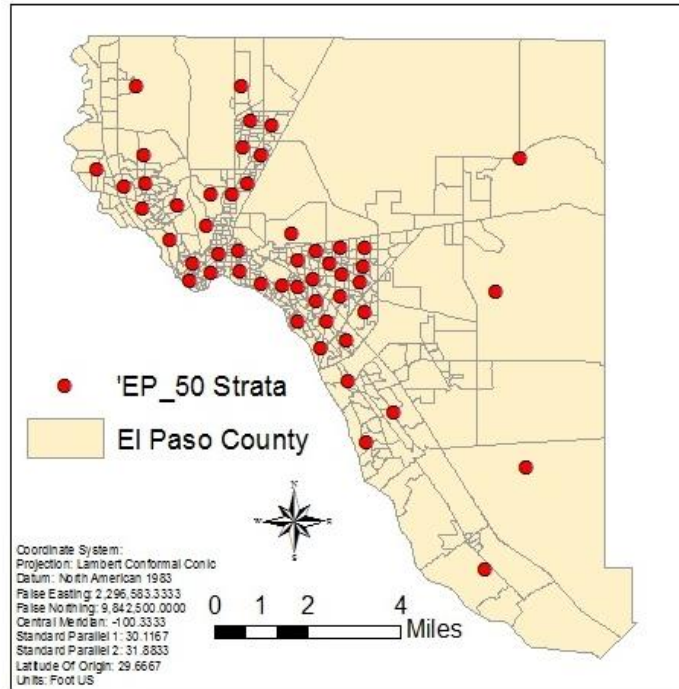 'EP_50 Strata
El Paso County
N
W
E
S
Coordinate System:
Projection: Lambert Conformal Conic
Datum: North American 1983
False Easting: 2,296,583.3333
False Northing: 9,842,500.0000
Central Meridian: -100.3333
Standard Parallel 1: 30.1167
Standard Parallel 2: 31.8833
Latitude Of Origin: 29.6667
Units: Foot US
0 1 2 4
Miles